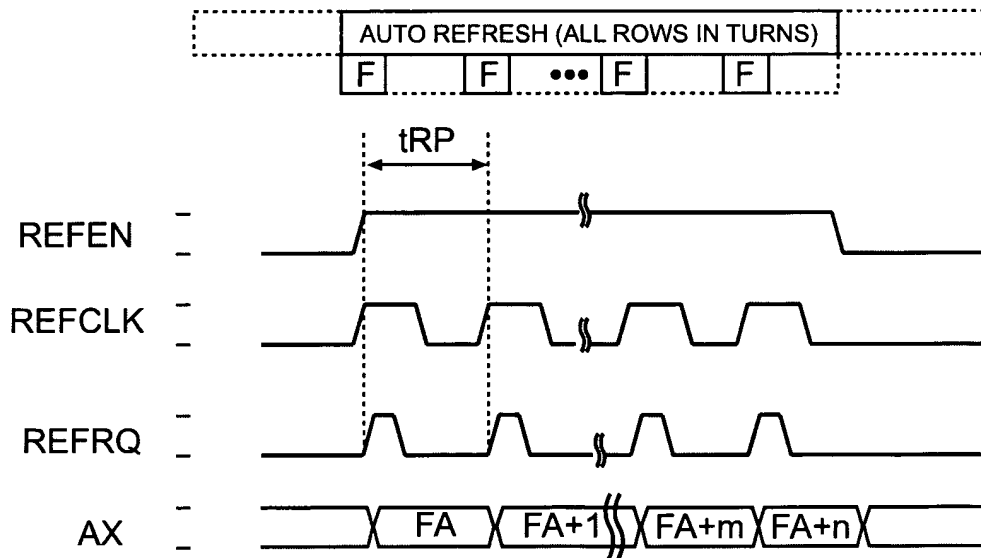 AUTO REFRESH (ALL ROWS IN TURNS)
F F ••• F F
tRP
REFEN
REFCLK
REFRQ
AX FA FA+1 FA+m FA+n